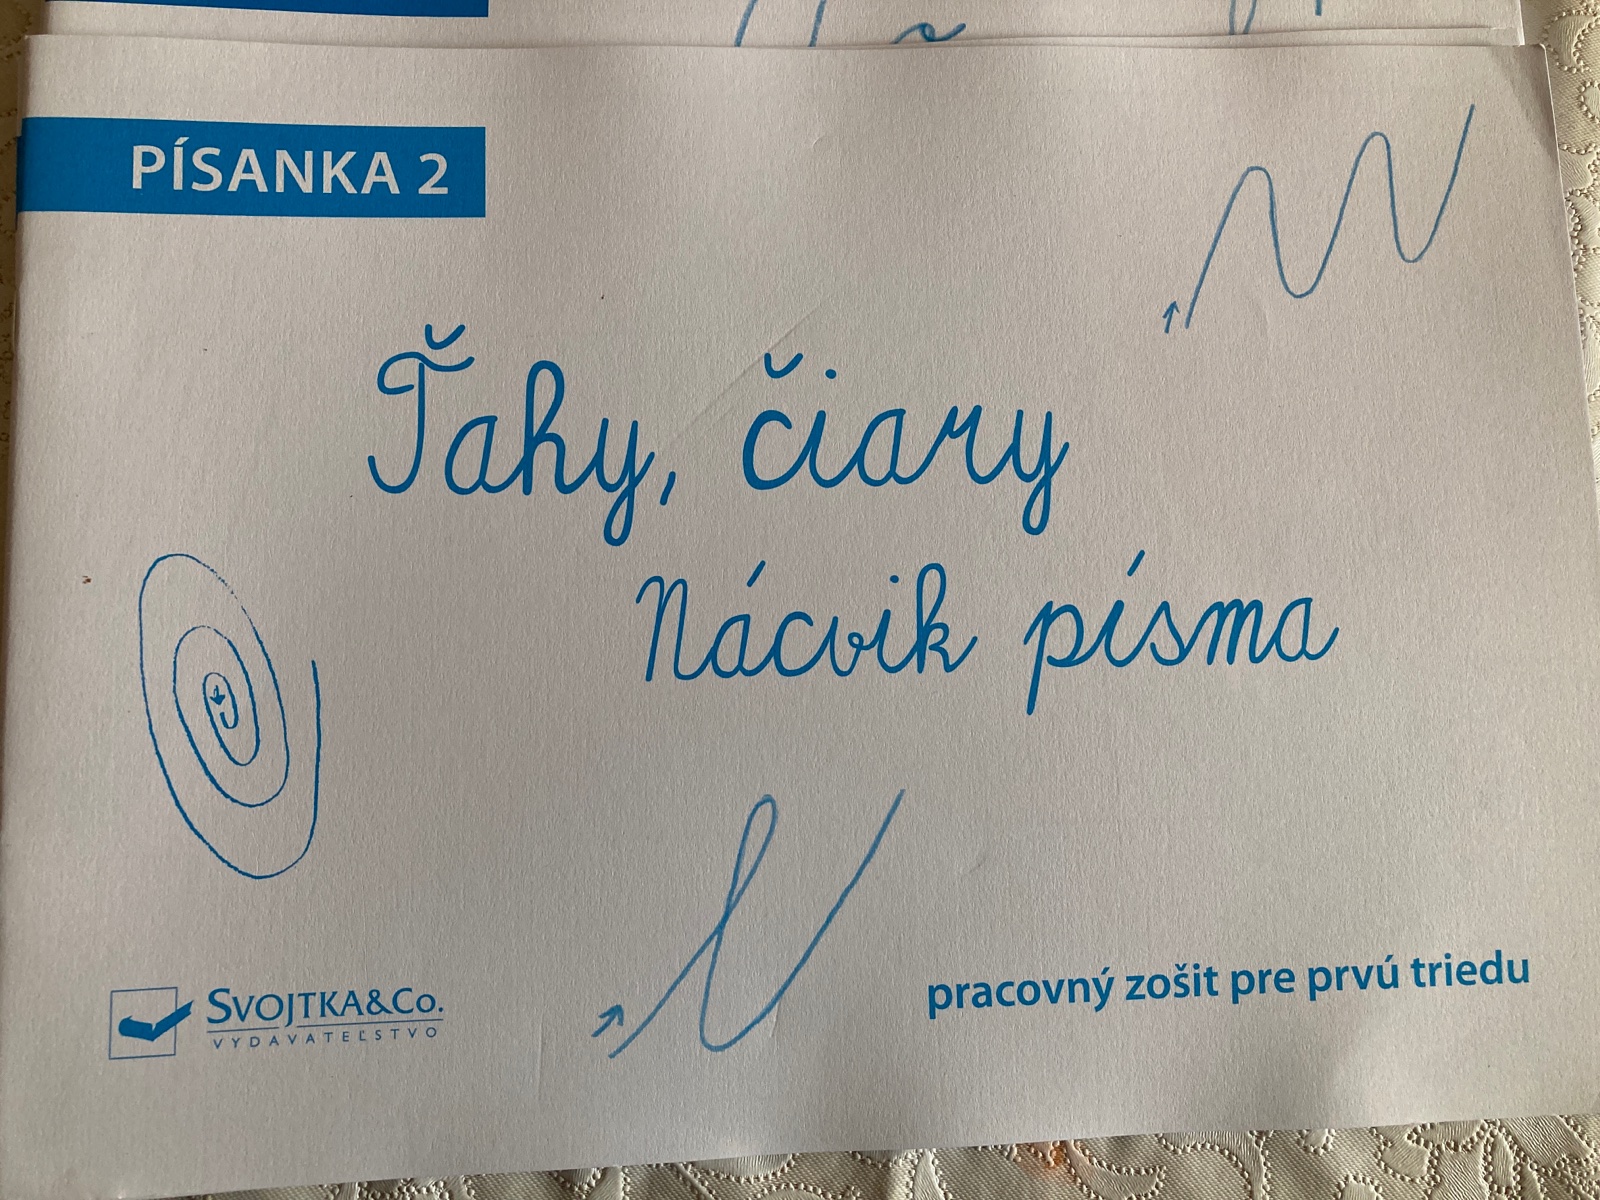 PÍSANKA 2
Ťahy, čiary
Nácvik písma
SVOJTKA&CO.
VYDAVATEĽSTVO
pracovný zošit pre prvú triedu